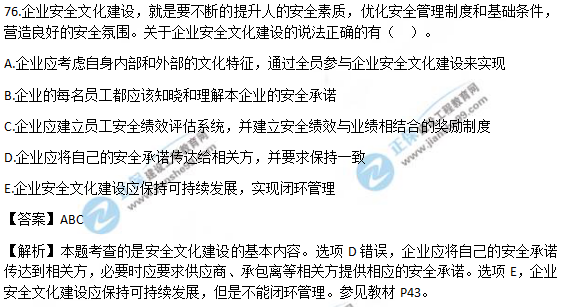 76.企业安全文化建设，就是要不断的提升人的安全素质，优化安全管理制度和基础条件，
营造良好的安全氛围。关于企业安全文化建设的说法正确的有（　）。
A.企业应考虑自身内部和外部的文化特征，通过全员参与企业安全文化建设来实现
B.企业的每名员工都应该知晓和理解本企业的安全承诺
C.企业应建立员工安全绩效评估系统，并建立安全绩效与业绩相结合的奖励制度
D.企业应将自己的安全承诺传达给相关方，并要求保持一致
E.企业安全文化建设应保持可持续发展，实现闭环管理
【答案】ABC
【解析】本题考查的是安全文化建设的基本内容。选项 D 错误，企业应将自己的安全承诺
传达到相关方，必要时应要求供应商、承包离等相关方提供相应的安全承诺。选项 E，企业
安全文化建设应保持可持续发展，但是不能闭环管理。参见教材 P43。